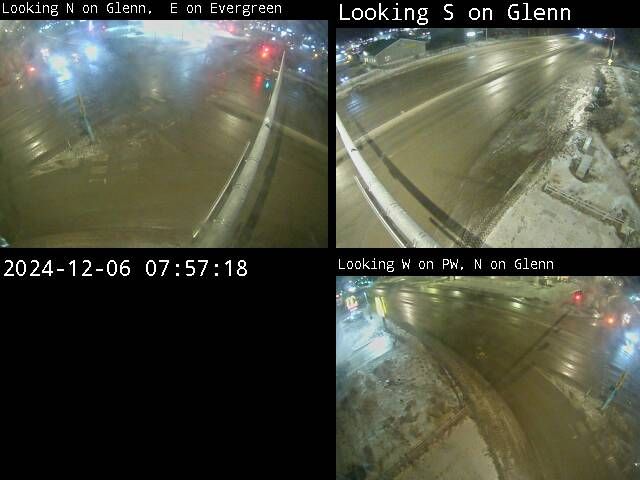 Looking N on Glenn,  E on Evergreen
Looking S on Glenn
2024-12-06 07:57:18
Looking W on PW, N on Glenn